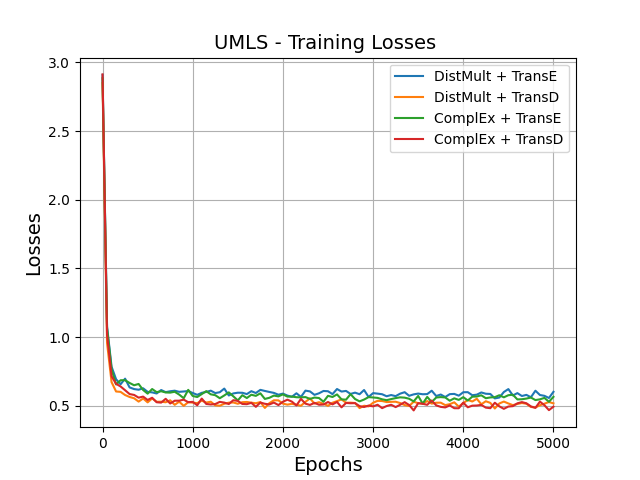 UMLS - Training Losses
Losses
3.0
2.5
2.0
1.5
1.0
0.5
DistMult + TransE
DistMult + TransD
ComplEx + TransE
ComplEx + TransD
0 1000 2000 3000 4000 5000
Epochs